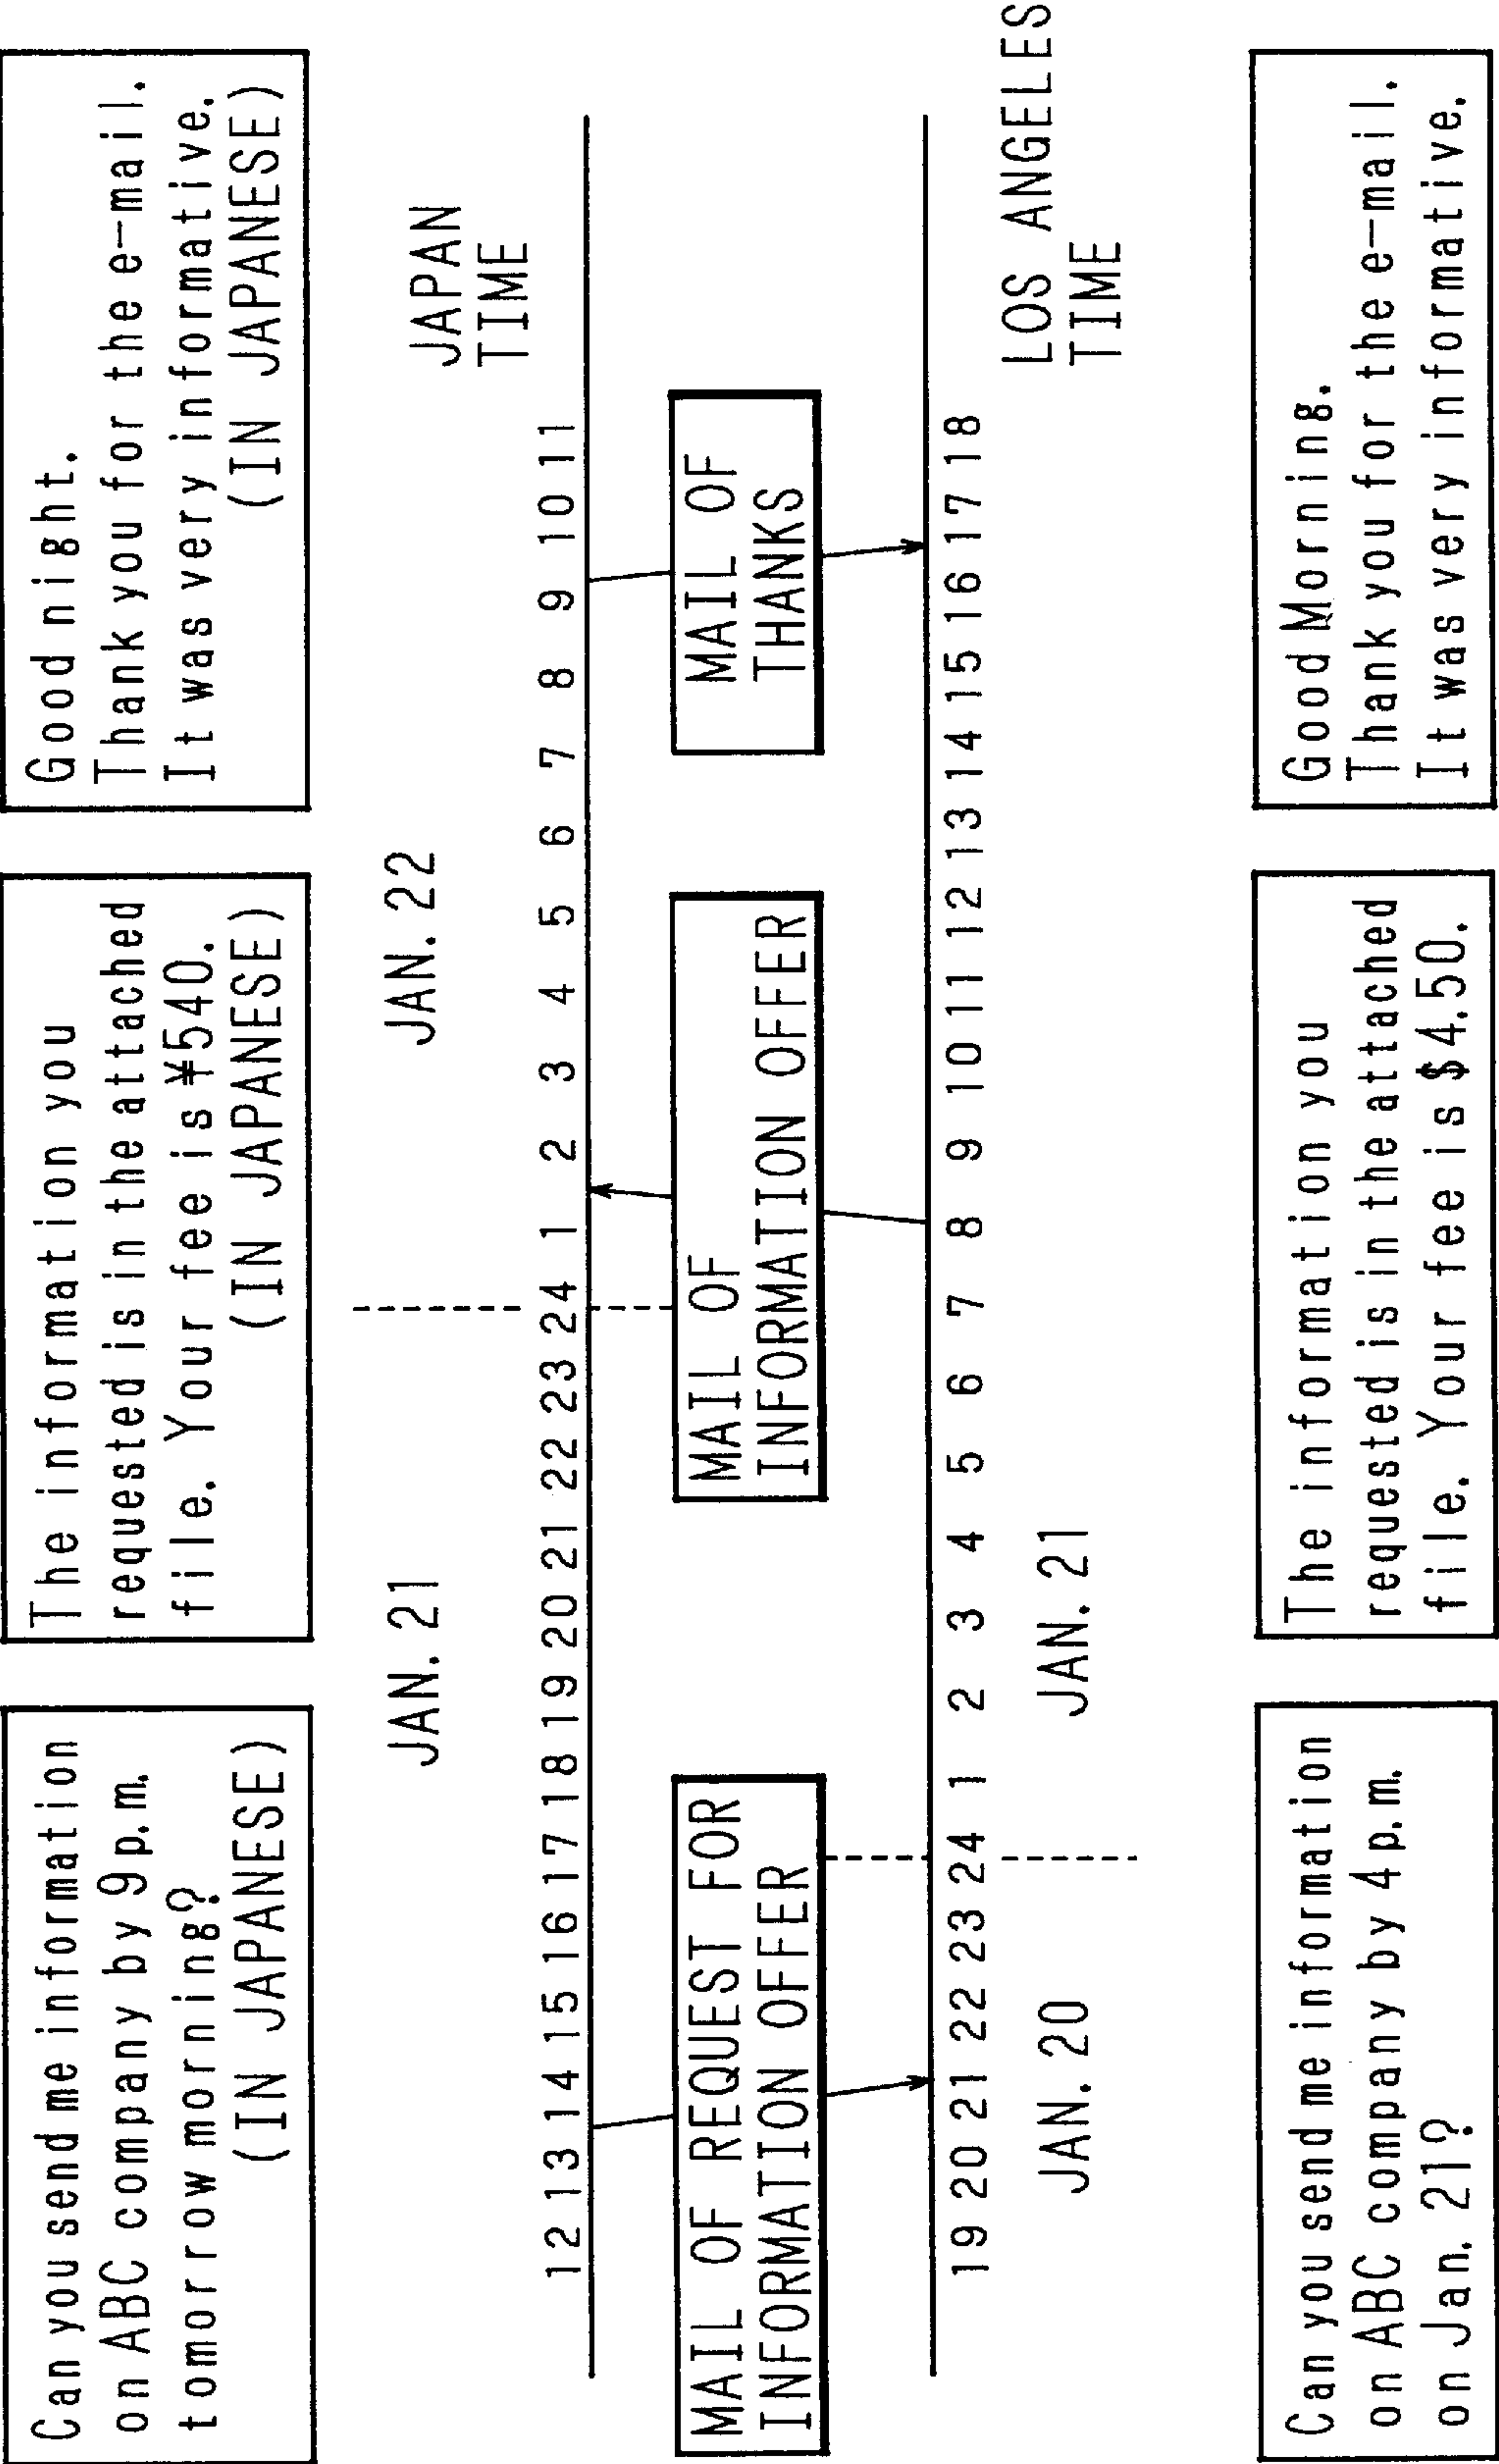 Can you send me information
on ABC company by 9 p.m.
tomorrow morning?
(IN JAPANESE)
The information you
requested is in the attached
file. Your fee is ¥540.
(IN JAPANESE)
Good night.
Thank you for the e-mail.
It was very informative.
(IN JAPANESE)
JAN. 21
JAN. 22
JAPAN
TIME
12 13 14 15 16 17 18 19 20 21 22 23 24 1 2 3 4 5 6 7 8 9 10 11
MAIL OF REQUEST FOR
INFORMATION OFFER
MAIL OF
INFORMATION OFFER
MAIL OF
THANKS
19 20 21 22 23 24 1 2 3 4 5 6 7 8 9 10 11 12 13 14 15 16 17 18
JAN. 20
JAN. 21
LOS ANGELES
TIME
Can you send me information
on ABC company by 4 p.m.
on Jan. 21?
The information you
requested is in the attached
file. Your fee is $4.50.
Good Morning.
Thank you for the e-mail.
It was very informative.